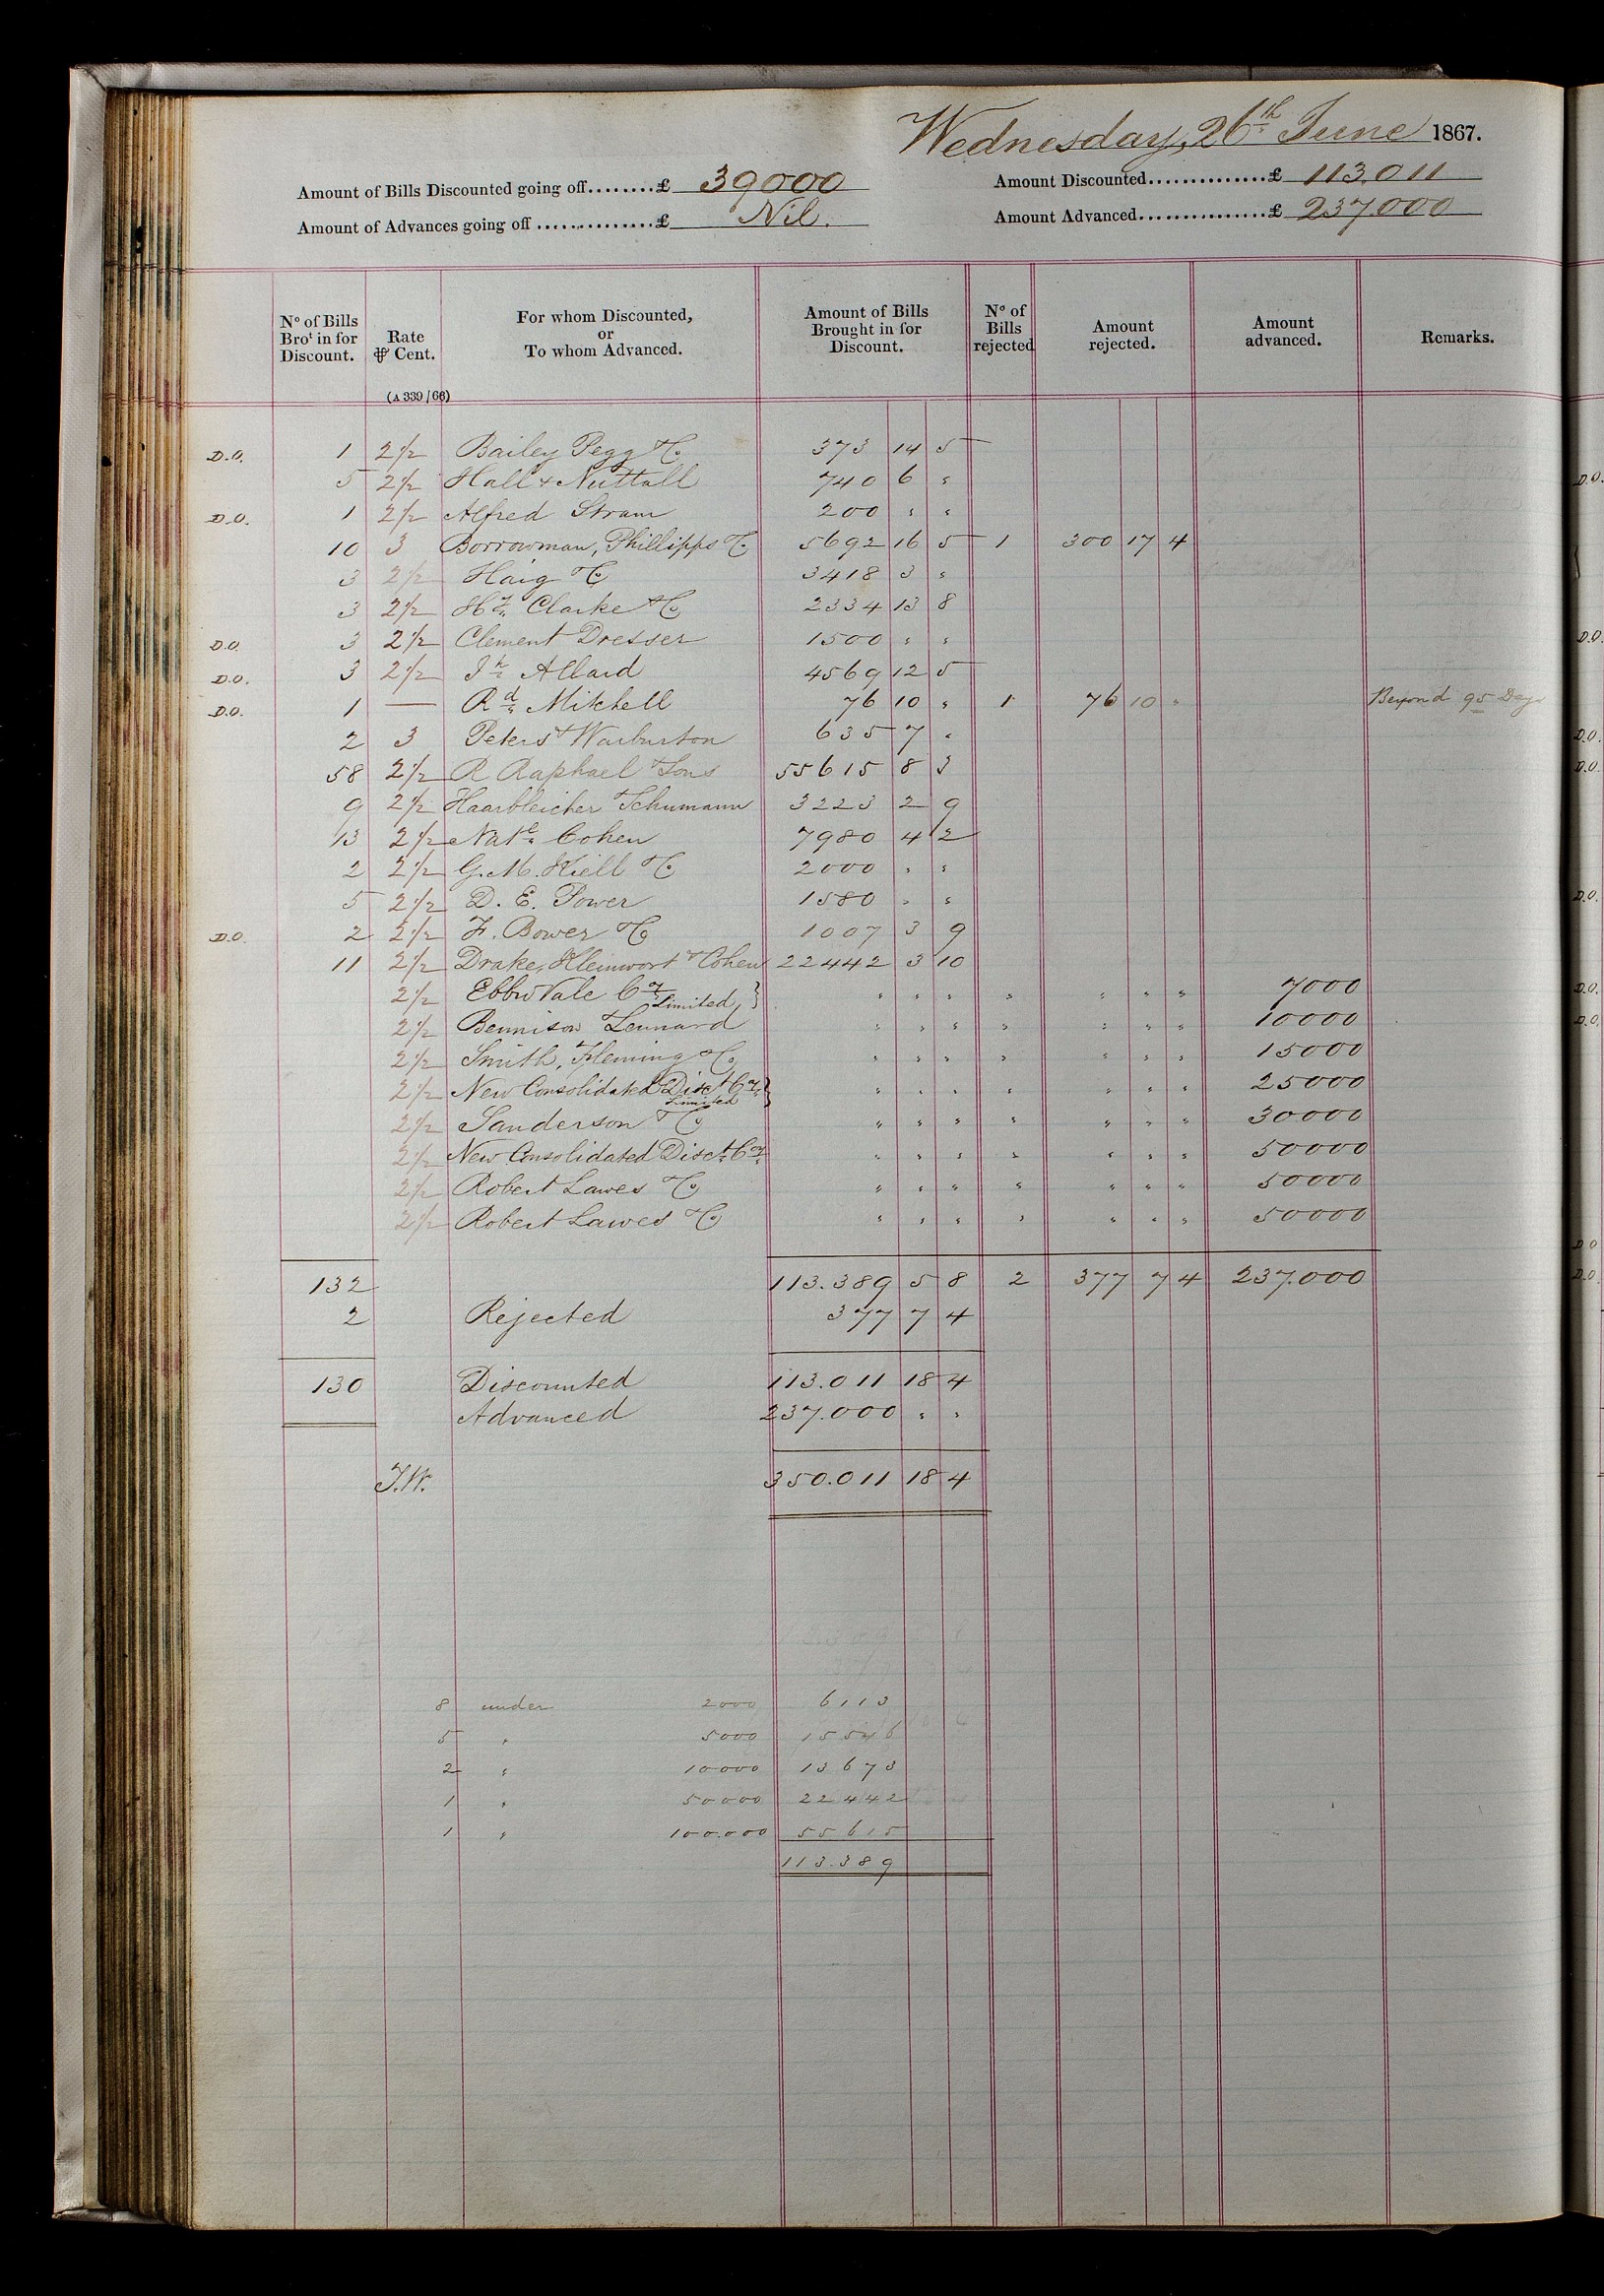 Wednesday, 26th June 1867.
Amount of Bills Discounted going off........£ 39000 Amount Discounted..............£ 113.011
Amount of Advances going off ..............£ Nil. Amount Advanced................£ 237.000
No of Bills Brot in for Discount. Rate ⅌ Cent. For whom Discounted, or To whom Advanced. Amount of Bills Brought in for Discount. No of Bills rejected Amount rejected. Amount advanced. Remarks.
(A 339/66)
D.O. 1 2½ Bailey Pegg & Co 373 14 5
5 2½ Hall & Nuttall 740 6 "
D.O. 1 2½ Alfred Stram 200 " "
10 3 Borrowman, Phillipps & Co 5692 16 5 1 300 17 4
3 2½ Haig & Co 3418 3 "
3 2½ Hy Clarke & Co 2334 13 8
D.O. 3 2½ Clement Dresser 1500 " "
D.O. 3 2½ Jh Allard 4569 12 5
D.O. 1 — Rd Mitchell 76 10 " 1 76 10 " Beyond 95 Days
2 3 Peters & Warburton 635 7 "
58 2½ R Raphael & Sons 55615 8 3
9 2½ Haarbleicher & Schumann 3223 2 9
13 2½ Natl Cohen 7980 4 2
2 2½ G. M. Kiell & Co 2000 " "
5 2½ D. E. Power 1580 " "
D.O. 2 2½ F. Bower & Co 1007 3 9
11 2½ Drake, Kleinwort & Cohen 22442 3 10
2½ Ebbw Vale Coy Limited } " " " " " " " 7000
2½ Bennison & Lennard " " " " " " " 10000
2½ Smith, Fleming & Co " " " " " " " 15000
2½ New Consolidated Disct Coy Limited } " " " " " " " 25000
2½ Sanderson & Co " " " " " " " 30000
2½ New Consolidated Disct Coy " " " " " " " 50000
2½ Robert Lawes & Co " " " " " " " 50000
2½ Robert Lawes & Co " " " " " " " 50000
132 113.389 5 8 2 377 7 4 237.000
2 Rejected 377 7 4
130 Discounted 113.011 18 4
Advanced 237.000 " "
J.W. 350.011 18 4
8 under 2000 6113
5 " 5000 15546
2 " 10000 13673
1 " 50000 22442
1 " 100.000 55615
113.389
D.O.
D.O.
D.O.
D.O.
D.O.
D.O.
D.O.
D.O
D.O.